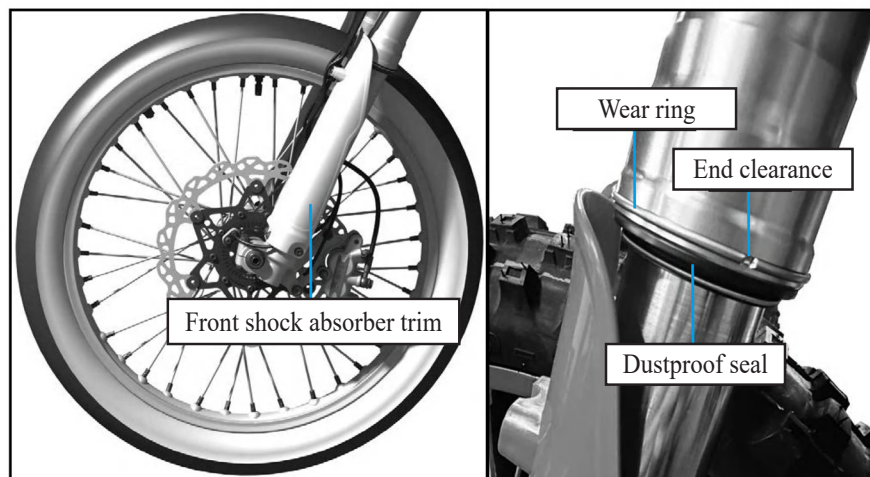 Wear ring
End clearance
Front shock absorber trim
Dustproof seal